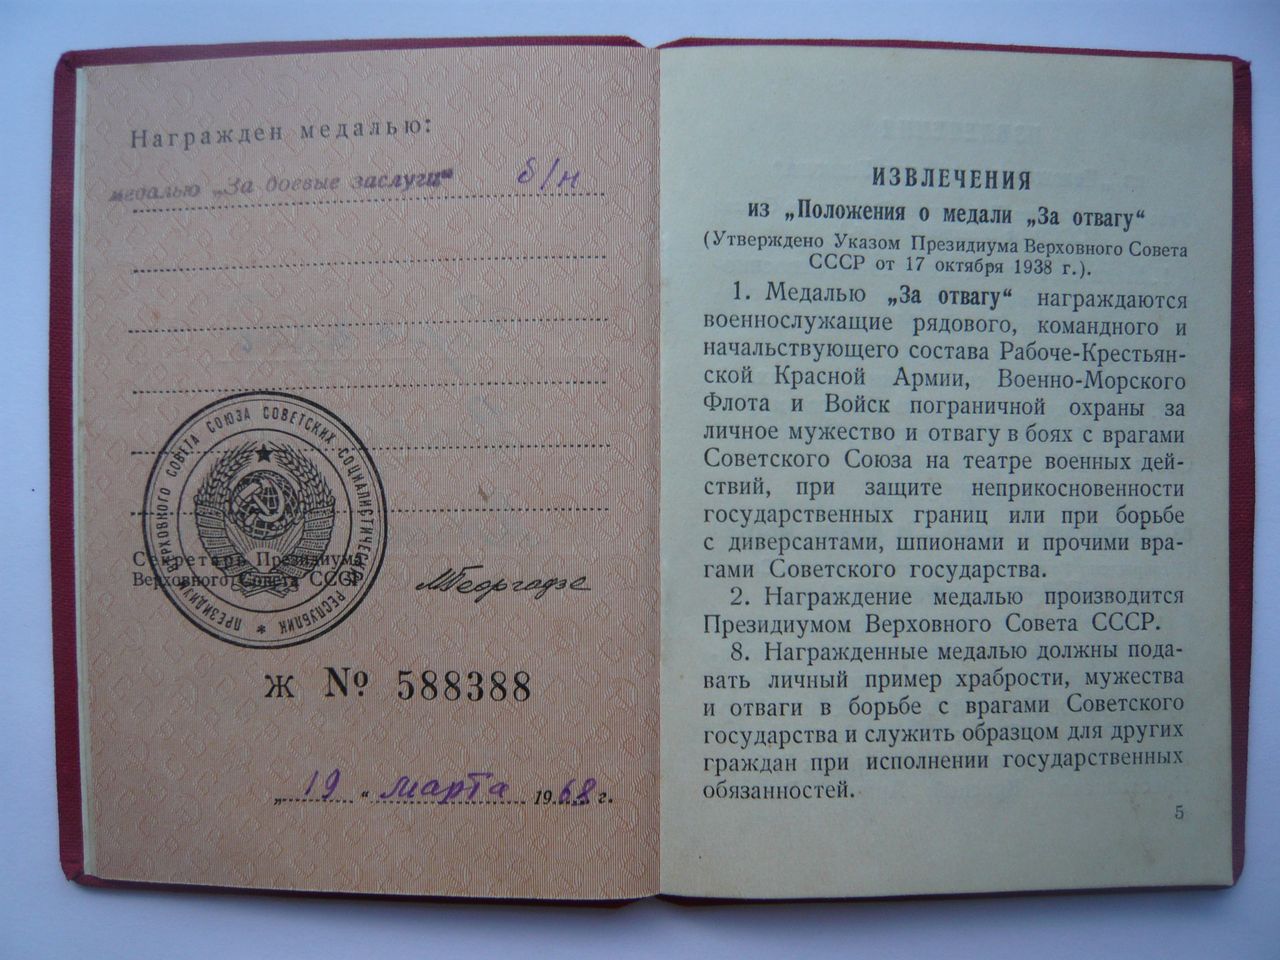 Награжден медалью:
медалью „За боевые заслуги“ б/н
ПРЕЗИДИУМ ВЕРХОВНОГО СОВЕТА СОЮЗА СОВЕТСКИХ СОЦИАЛИСТИЧЕСКИХ РЕСПУБЛИК *
Секретарь Президиума
Верховного Совета СССР
МГеоргадзе
Ж № 588388
„19“ марта 1968 г.
ИЗВЛЕЧЕНИЯ
из „Положения о медали „За отвагу“
(Утверждено Указом Президиума Верховного Совета
СССР от 17 октября 1938 г.).
1. Медалью „За отвагу“ награждаются
военнослужащие рядового, командного и
начальствующего состава Рабоче-Крестьян-
ской Красной Армии, Военно-Морского
Флота и Войск пограничной охраны за
личное мужество и отвагу в боях с врагами
Советского Союза на театре военных дей-
ствий, при защите неприкосновенности
государственных границ или при борьбе
с диверсантами, шпионами и прочими вра-
гами Советского государства.
2. Награждение медалью производится
Президиумом Верховного Совета СССР.
8. Награжденные медалью должны пода-
вать личный пример храбрости, мужества
и отваги в борьбе с врагами Советского
государства и служить образцом для других
граждан при исполнении государственных
обязанностей.
5